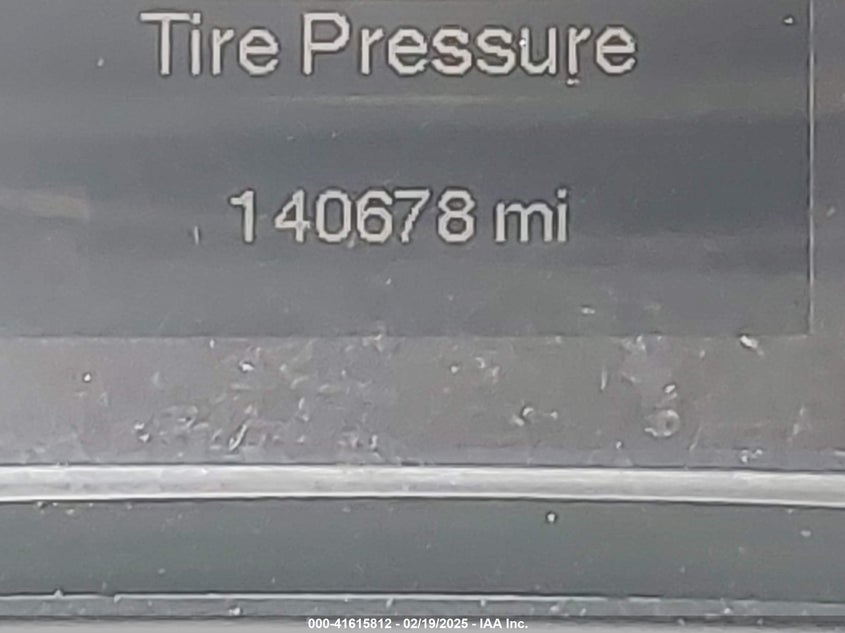 Tire Pressure
140678 mi
000-41615812 - 02/19/2025 - IAA Inc.